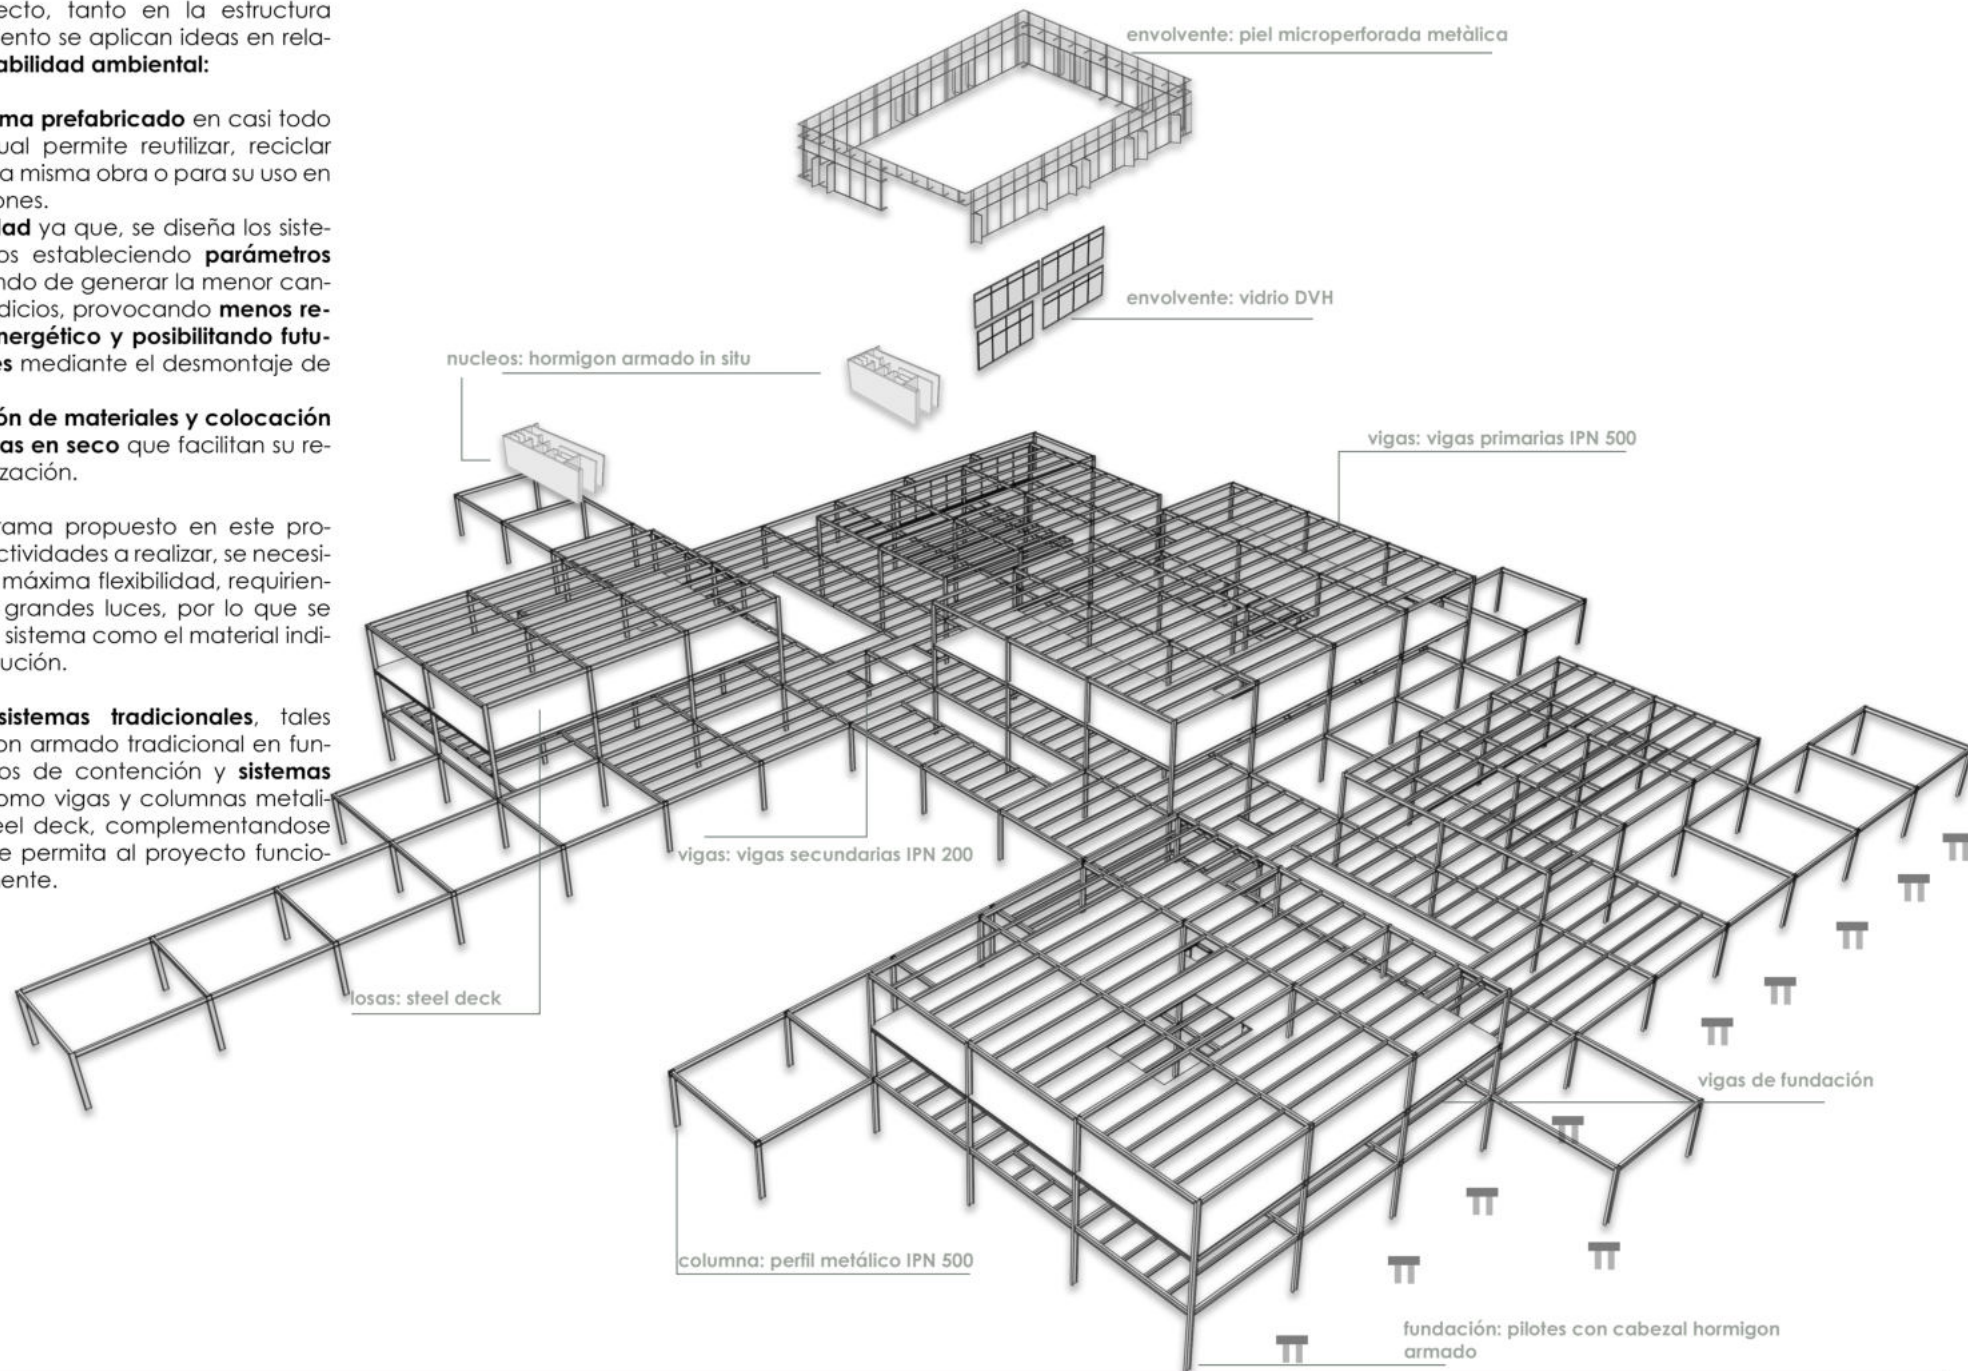 ecto, tanto en la estructura
ento se aplican ideas en rela-
abilidad ambiental:
ma prefabricado en casi todo
ual permite reutilizar, reciclar
a misma obra o para su uso en
ones.
dad ya que, se diseña los siste-
os estableciendo parámetros
ndo de generar la menor can-
dicios, provocando menos re-
nergético y posibilitando futu-
es mediante el desmontaje de
ón de materiales y colocación
as en seco que facilitan su re-
zación.
rama propuesto en este pro-
ctividades a realizar, se necesi-
máxima flexibilidad, requirien-
grandes luces, por lo que se
sistema como el material indi-
ución.
sistemas tradicionales, tales
on armado tradicional en fun-
os de contención y sistemas
omo vigas y columnas metali-
eel deck, complementandose
e permita al proyecto funcio-
ente.
envolvente: piel microperforada metàlica
envolvente: vidrio DVH
nucleos: hormigon armado in situ
vigas: vigas primarias IPN 500
vigas: vigas secundarias IPN 200
losas: steel deck
vigas de fundación
columna: perfil metálico IPN 500
fundación: pilotes con cabezal hormigon
armado